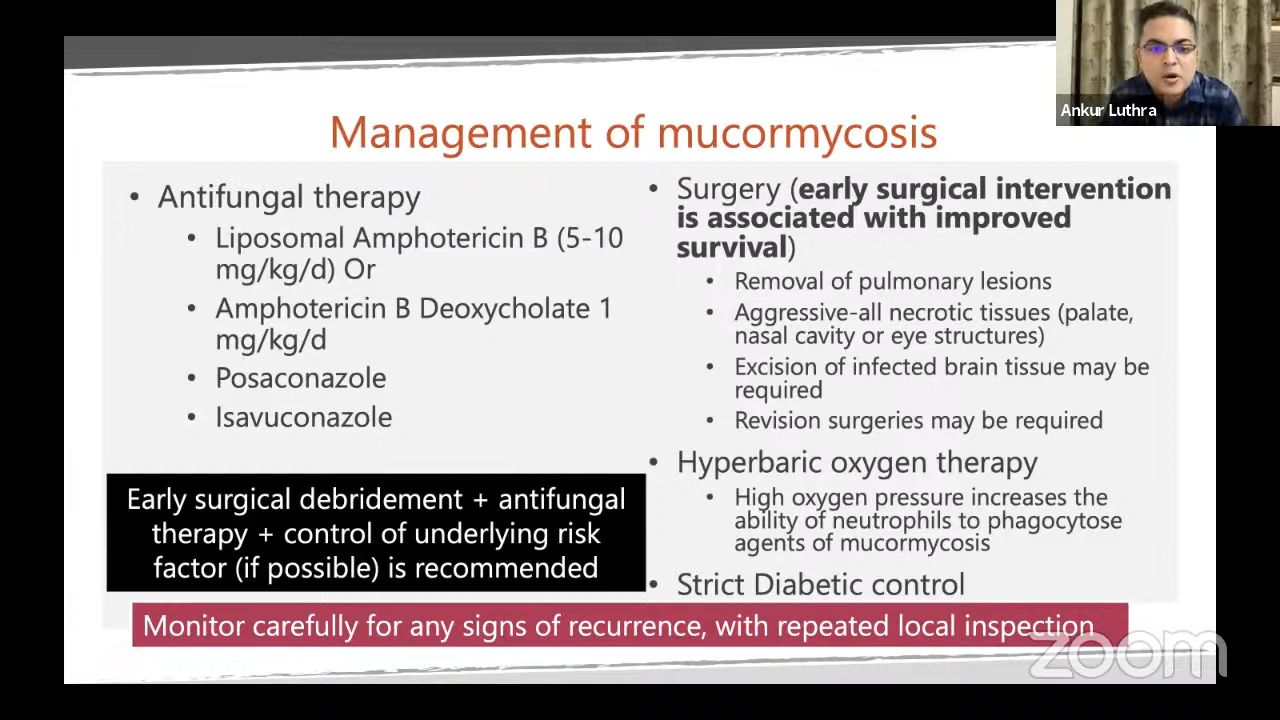 Ankur Luthra
Management of mucormycosis
• Antifungal therapy
• Liposomal Amphotericin B (5-10
mg/kg/d) Or
• Amphotericin B Deoxycholate 1
mg/kg/d
• Posaconazole
• Isavuconazole
Early surgical debridement + antifungal
therapy + control of underlying risk
factor (if possible) is recommended
• Surgery (early surgical intervention
is associated with improved
survival)
• Removal of pulmonary lesions
• Aggressive-all necrotic tissues (palate,
nasal cavity or eye structures)
• Excision of infected brain tissue may be
required
• Revision surgeries may be required
• Hyperbaric oxygen therapy
• High oxygen pressure increases the
ability of neutrophils to phagocytose
agents of mucormycosis
• Strict Diabetic control
Monitor carefully for any signs of recurrence, with repeated local inspection
zoom